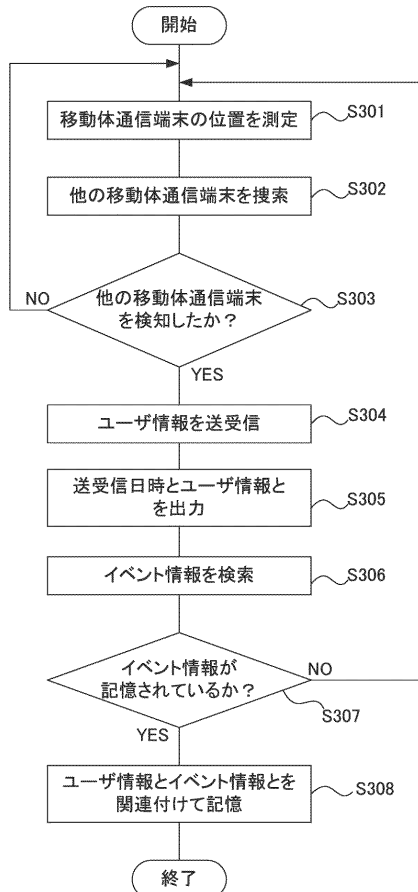 開始
移動体通信端末の位置を測定
S301
他の移動体通信端末を捜索
S302
他の移動体通信端末
を検知したか？
S303
NO
YES
ユーザ情報を送受信
S304
送受信日時とユーザ情報と
を出力
S305
イベント情報を検索
S306
イベント情報が
記憶されているか？
NO
S307
YES
ユーザ情報とイベント情報とを
関連付けて記憶
S308
終了